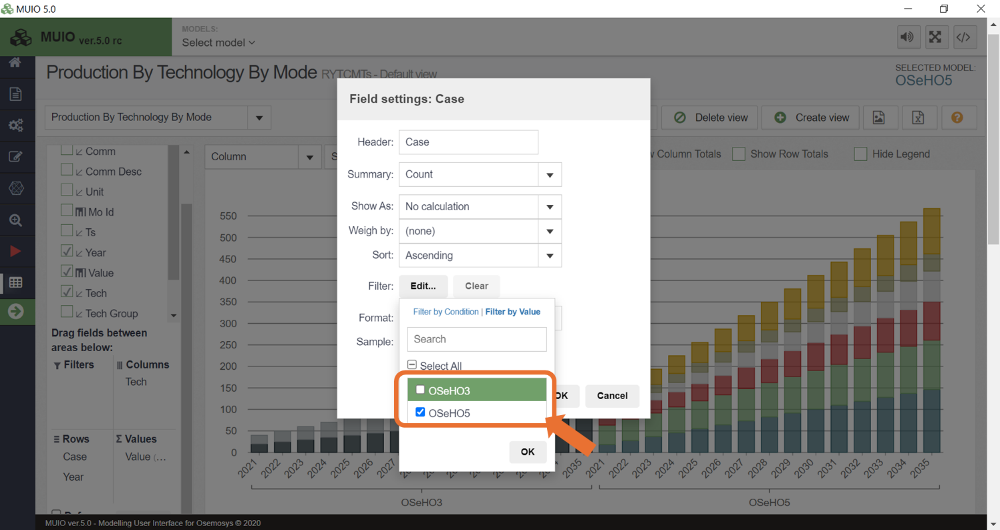 MUIO 5.0
MUIO ver.5.0 rc
MODELS:
Select model
Production By Technology By Mode RYTCMTs - Default view
SELECTED MODEL:
OSeHO5
Production By Technology By Mode
Delete view
Create view
Comm
Comm Desc
Unit
Mo Id
Ts
Year
Value
Tech
Tech Group
Drag fields between
areas below:
Filters
Columns
Tech
Rows
Values
Case
Value (...
Year
Column
Column Totals
Show Row Totals
Hide Legend
550
500
450
400
350
300
250
200
150
100
50
0
2021
2022
2023
2024
2025
2026
2027
2035
2021
2022
2023
2024
2025
2026
2027
2028
2029
2030
2031
2032
2033
2034
2035
OSeHO3
OSeHO5
Field settings: Case
Header: Case
Summary: Count
Show As: No calculation
Weigh by: (none)
Sort: Ascending
Filter: Edit... Clear
Format:
Sample:
Filter by Condition | Filter by Value
Search
Select All
OSeHO3
OSeHO5
OK
OK
Cancel
MUIO ver.5.0 - Modelling User Interface for Osemosys © 2020